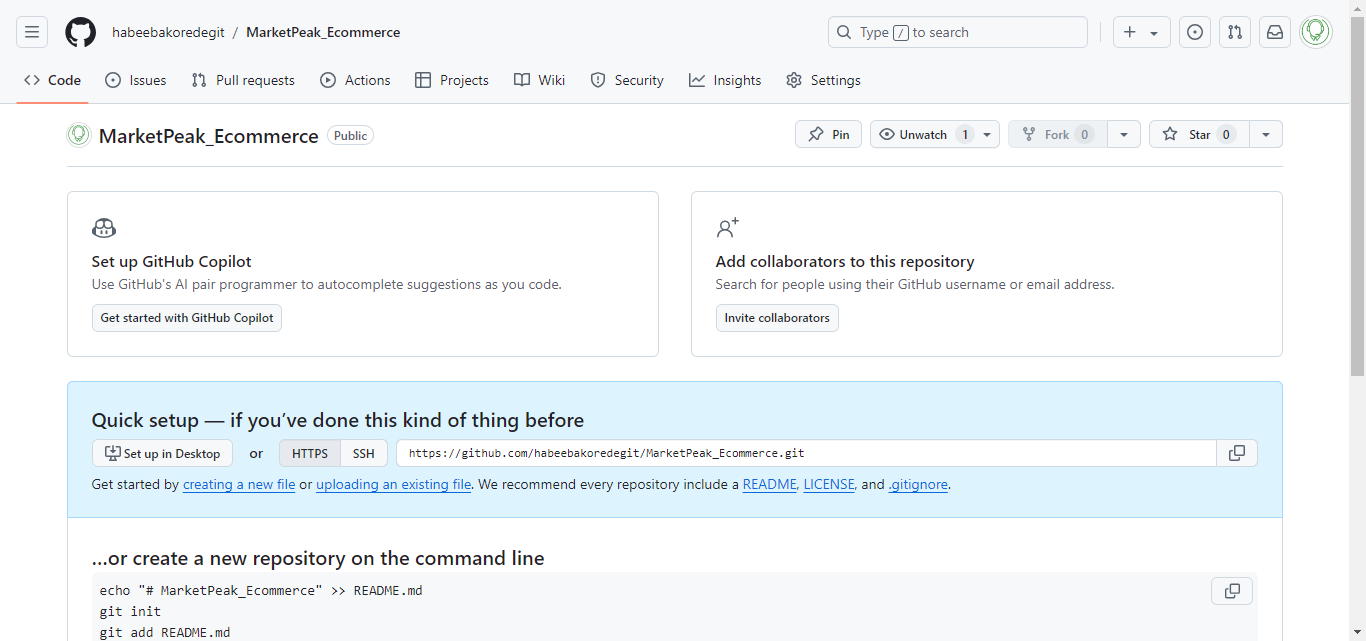 habeebakoredegit / MarketPeak_Ecommerce Type / to search
Code Issues Pull requests Actions Projects Wiki Security Insights Settings
MarketPeak_Ecommerce Public Pin Unwatch 1 Fork 0 Star 0
Set up GitHub Copilot
Use GitHub's AI pair programmer to autocomplete suggestions as you code.
Get started with GitHub Copilot
Add collaborators to this repository
Search for people using their GitHub username or email address.
Invite collaborators
Quick setup — if you’ve done this kind of thing before
Set up in Desktop or HTTPS SSH https://github.com/habeebakoredegit/MarketPeak_Ecommerce.git
Get started by creating a new file or uploading an existing file. We recommend every repository include a README, LICENSE, and .gitignore.
…or create a new repository on the command line
echo "# MarketPeak_Ecommerce" >> README.md
git init
git add README.md